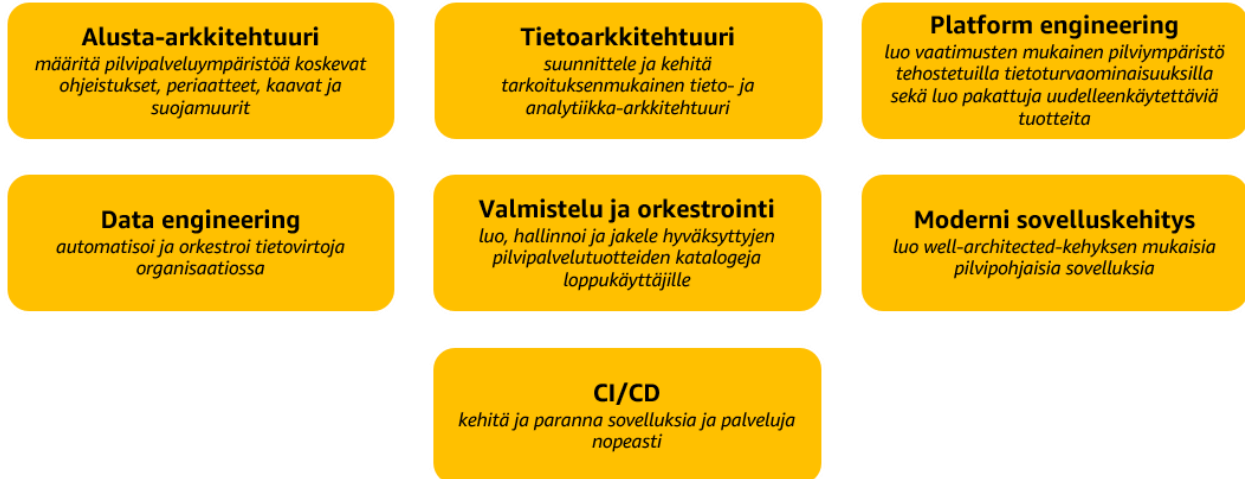 Alusta-arkkitehtuuri
määritä pilvipalveluympäristöä koskevat
ohjeistukset, periaatteet, kaavat ja
suojamuurit
Tietoarkkitehtuuri
suunnittele ja kehitä
tarkoituksenmukainen tieto- ja
analytiikka-arkkitehtuuri
Platform engineering
luo vaatimusten mukainen pilviympäristö
tehostetuilla tietoturvaominaisuuksilla
sekä luo pakattuja uudelleenkäytettäviä
tuotteita
Data engineering
automatisoi ja orkestroi tietovirtoja
organisaatiossa
Valmistelu ja orkestrointi
luo, hallinnoi ja jakele hyväksyttyjen
pilvipalvelutuotteiden katalogeja
loppukäyttäjille
Moderni sovelluskehitys
luo well-architected-kehyksen mukaisia
pilvipohjaisia sovelluksia
CI/CD
kehitä ja paranna sovelluksia ja palveluja
nopeasti